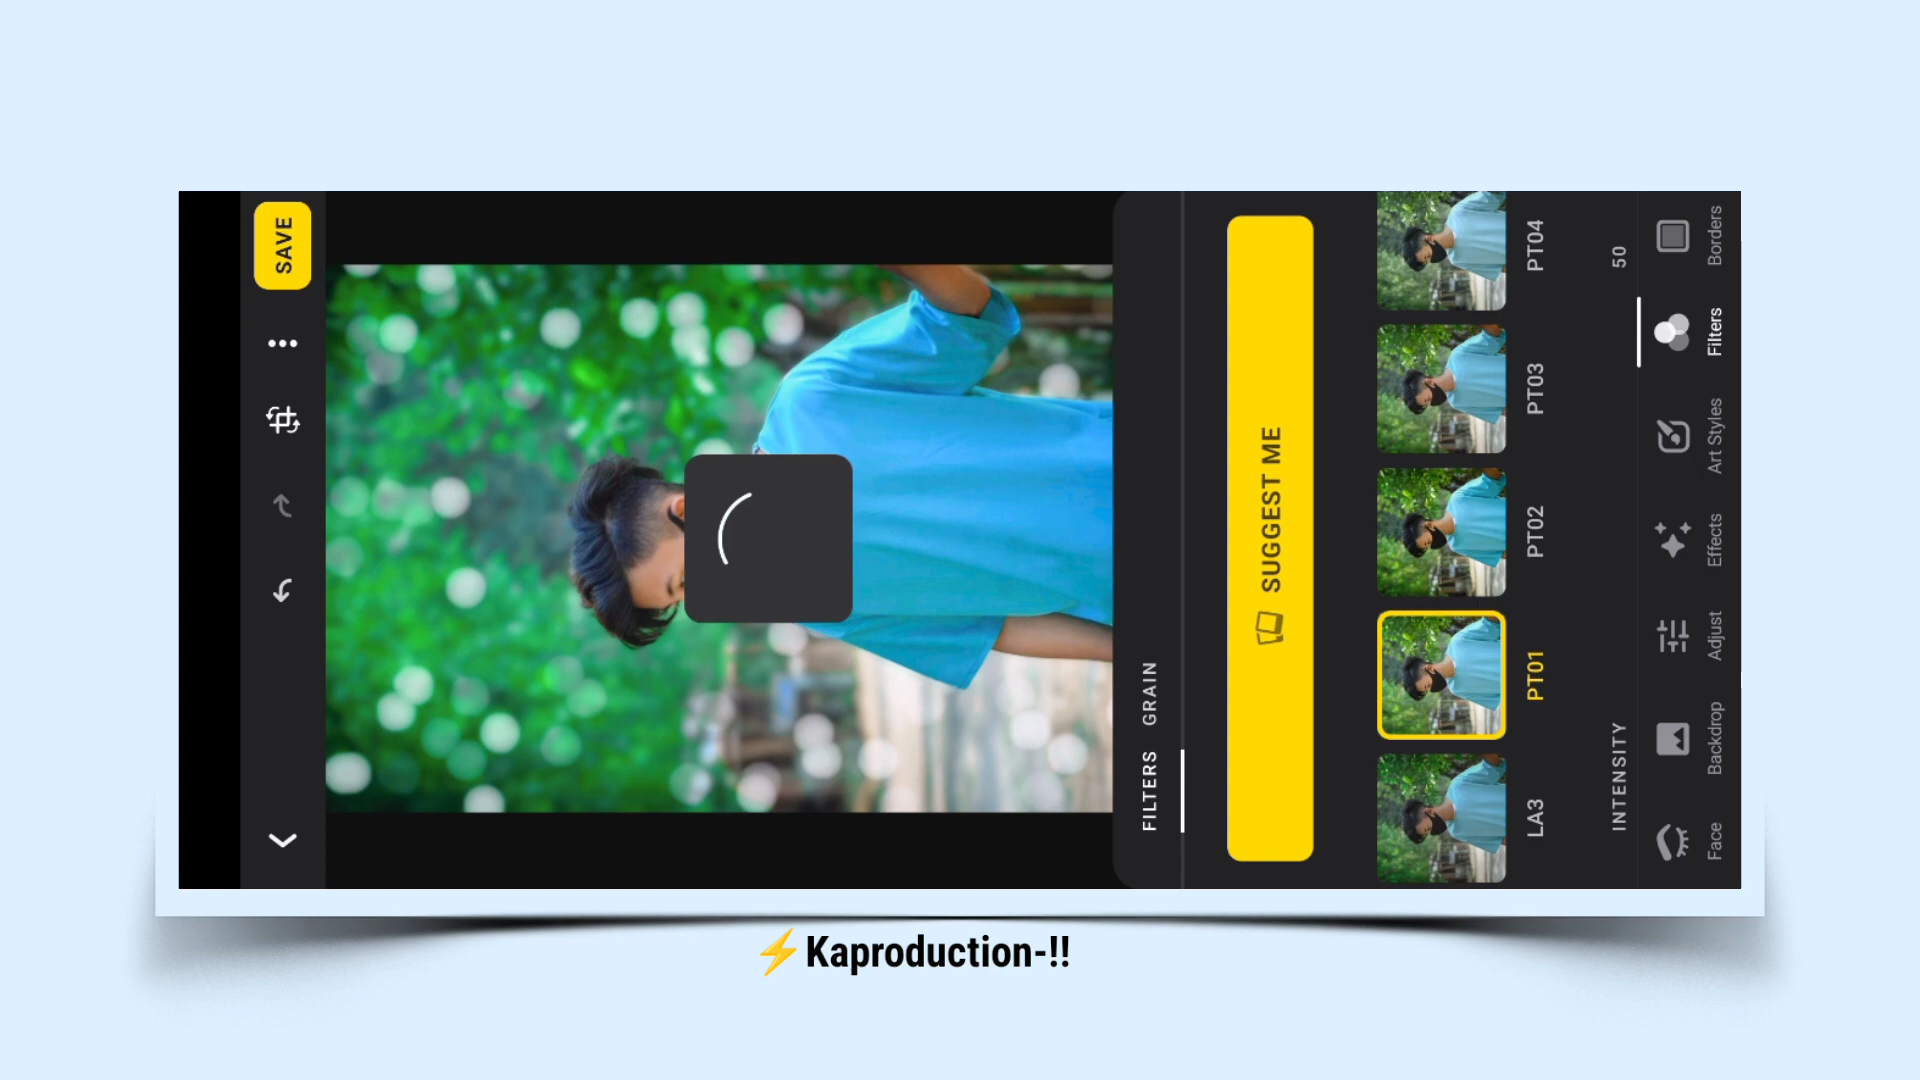 SAVE
FILTERS GRAIN
SUGGEST ME
LA3 PT01 PT02 PT03 PT04
INTENSITY 50
Face Backdrop Adjust Effects Art Styles Filters Borders
⚡Kaproduction-!!